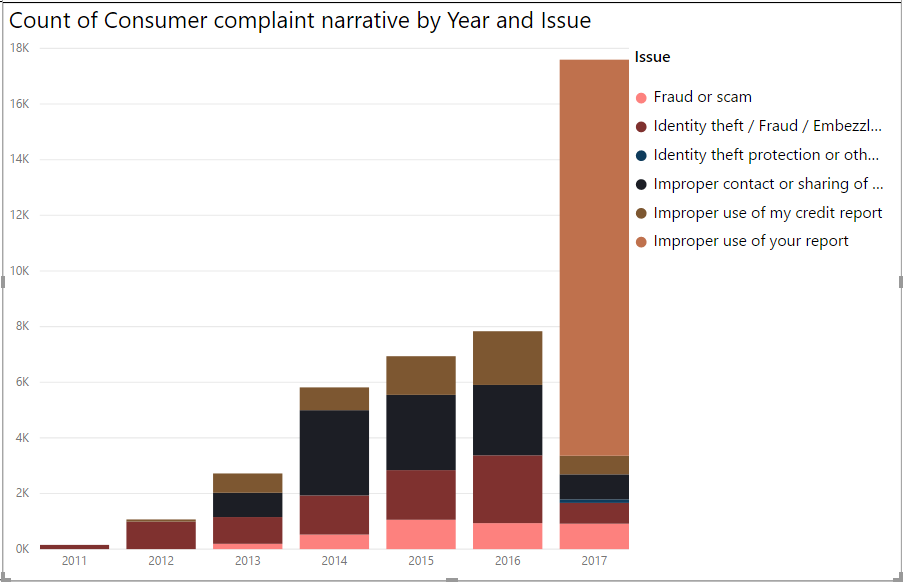 Count of Consumer complaint narrative by Year and Issue
18K
16K
14K
12K
10K
8K
6K
4K
2K
0K
2011 2012 2013 2014 2015 2016 2017
Issue
Fraud or scam
Identity theft / Fraud / Embezzl...
Identity theft protection or oth...
Improper contact or sharing of ...
Improper use of my credit report
Improper use of your report